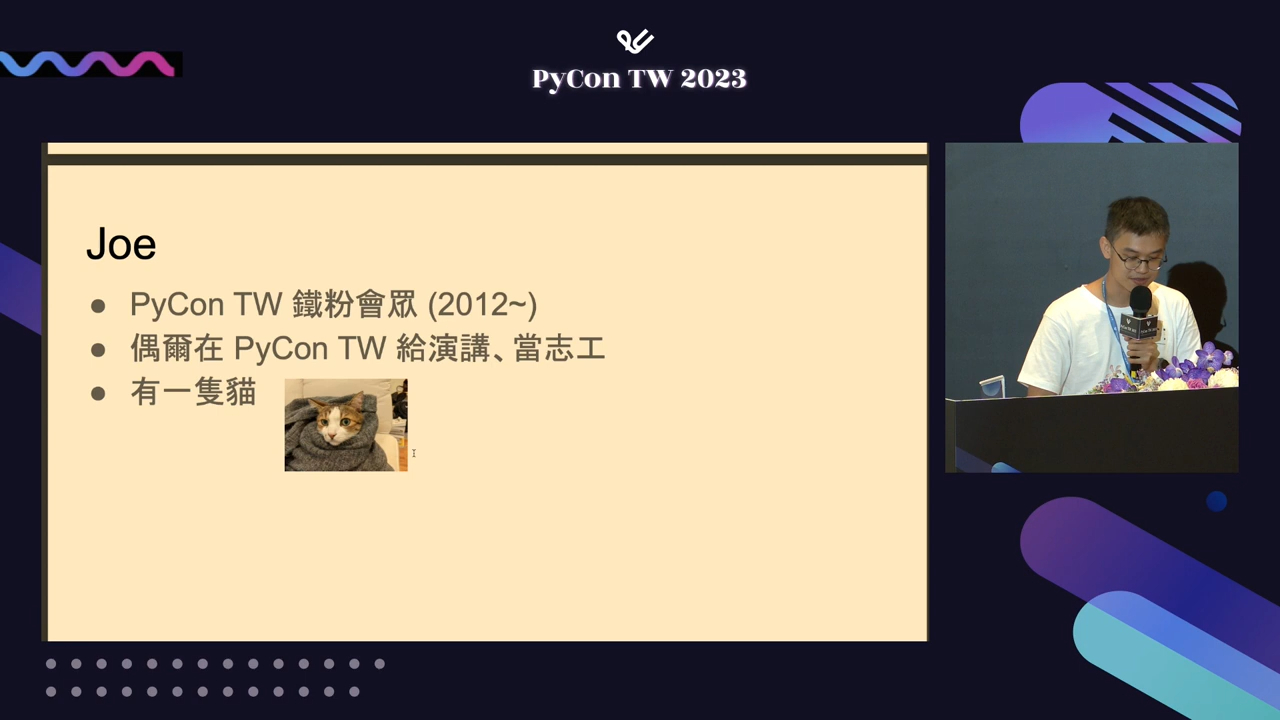 PyCon TW 2023
Joe
● PyCon TW 鐵粉會眾 (2012~)
● 偶爾在 PyCon TW 給演講、當志工
● 有一隻貓